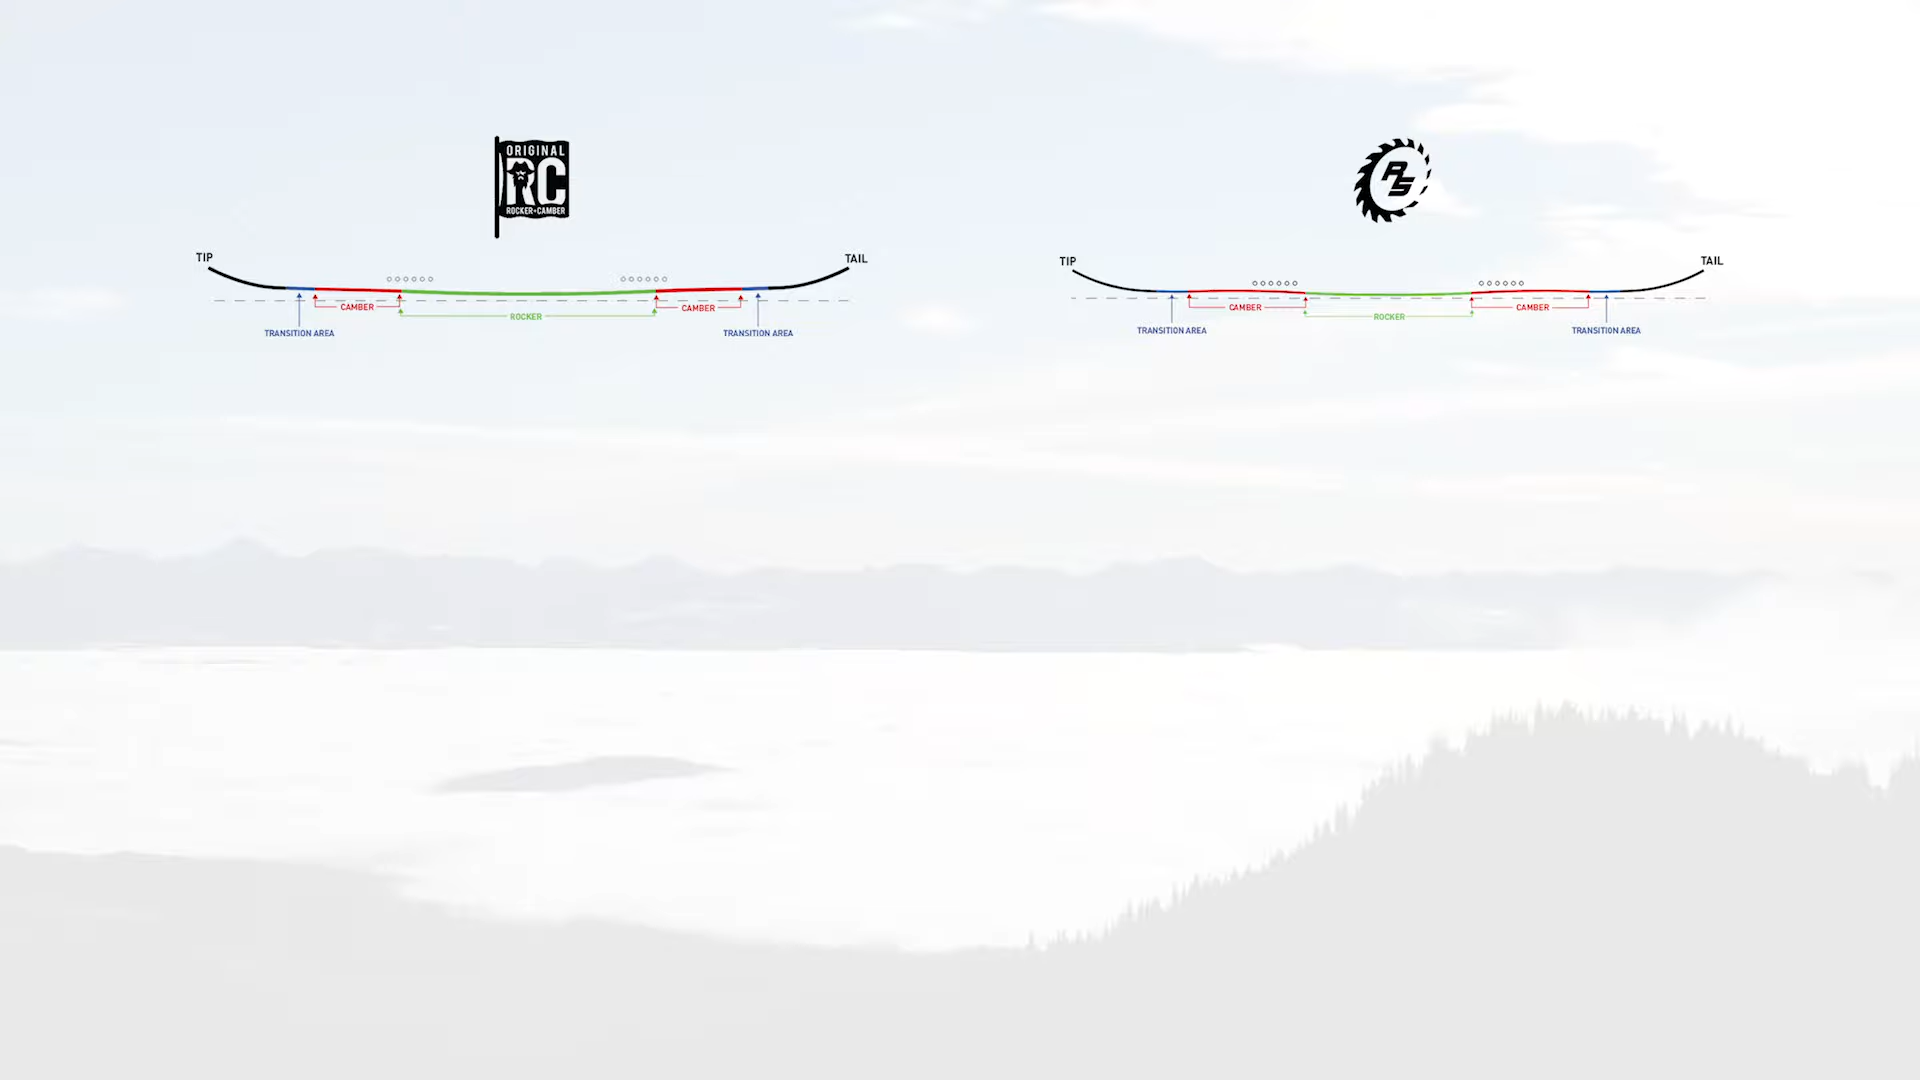 ORIGINAL
RC
ROCKER+CAMBER
TIP
TAIL
CAMBER
ROCKER
CAMBER
TRANSITION AREA
TRANSITION AREA
RS
TIP
TAIL
CAMBER
ROCKER
CAMBER
TRANSITION AREA
TRANSITION AREA